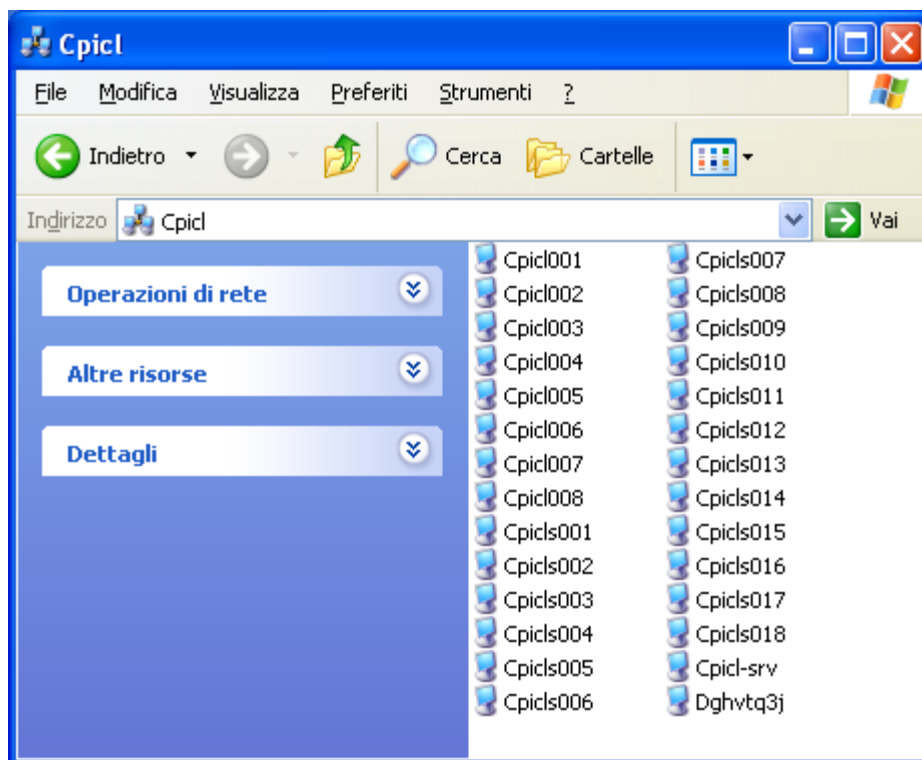 Cpicl
File Modifica Visualizza Preferiti Strumenti ?
Indietro Cerca Cartelle
Indirizzo Cpicl Vai
Operazioni di rete
Altre risorse
Dettagli
Cpicl001
Cpicl002
Cpicl003
Cpicl004
Cpicl005
Cpicl006
Cpicl007
Cpicl008
Cpicls001
Cpicls002
Cpicls003
Cpicls004
Cpicls005
Cpicls006
Cpicls007
Cpicls008
Cpicls009
Cpicls010
Cpicls011
Cpicls012
Cpicls013
Cpicls014
Cpicls015
Cpicls016
Cpicls017
Cpicls018
Cpicl-srv
Dghvtq3j